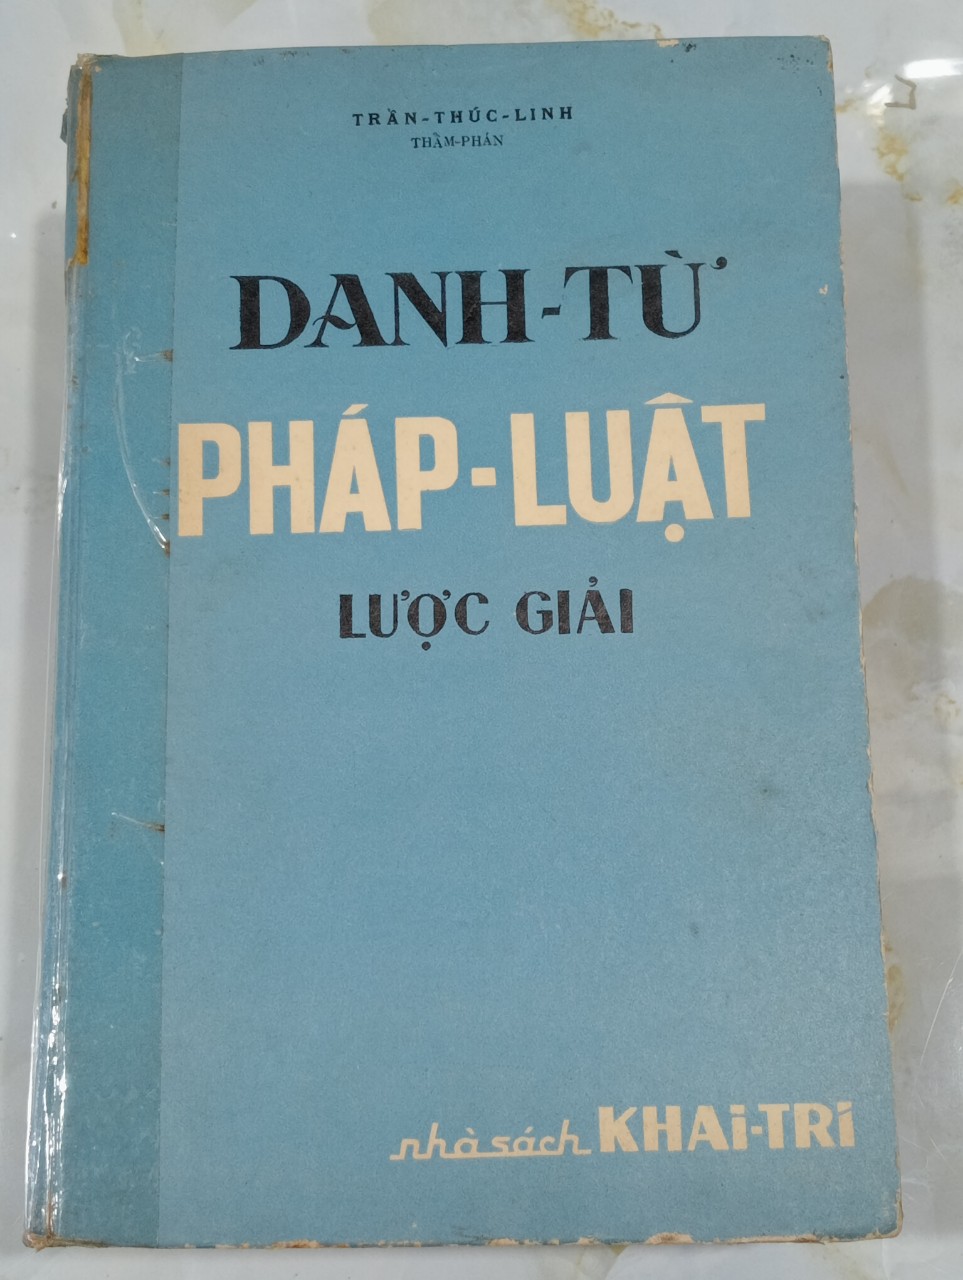 TRẦN-THÚC-LINH
THẨM-PHÁN
DANH-TỪ
PHÁP-LUẬT
LƯỢC GIẢI
nhà sách KHAi-TRÍ